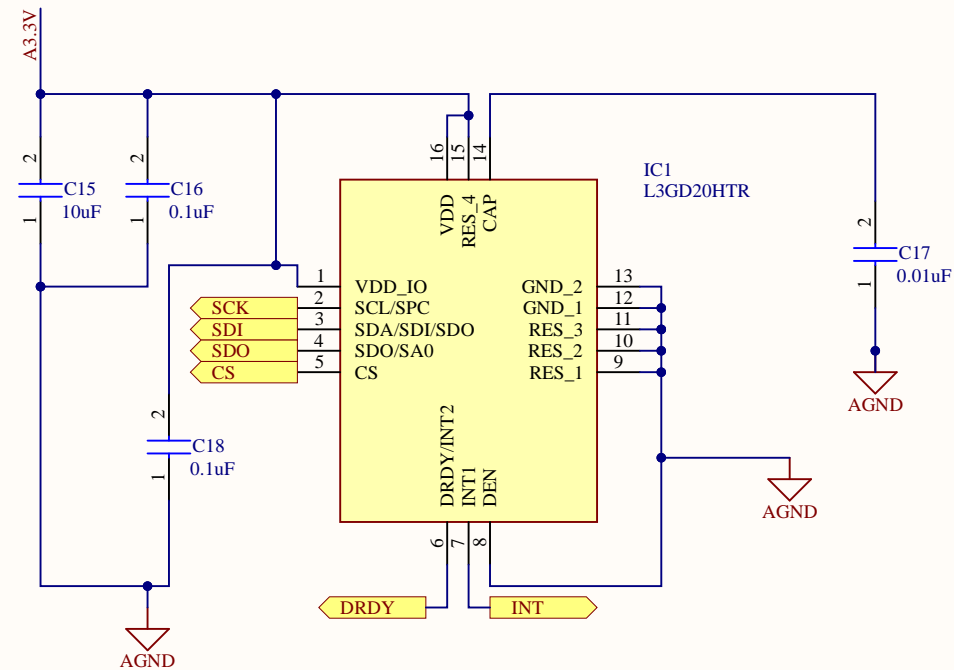 A3.3V
2
C15
10uF
1
2
C16
0.1uF
1
16
15
14
VDD
RES_4
CAP
IC1
L3GD20HTR
2
C17
0.01uF
1
AGND
1
VDD_IO
SCK
2
SCL/SPC
SDI
3
SDA/SDI/SDO
SDO
4
SDO/SA0
CS
5
CS
GND_2
13
GND_1
12
RES_3
11
RES_2
10
RES_1
9
2
C18
0.1uF
1
DRDY/INT2
INT1
DEN
6
7
8
AGND
DRDY
INT
AGND